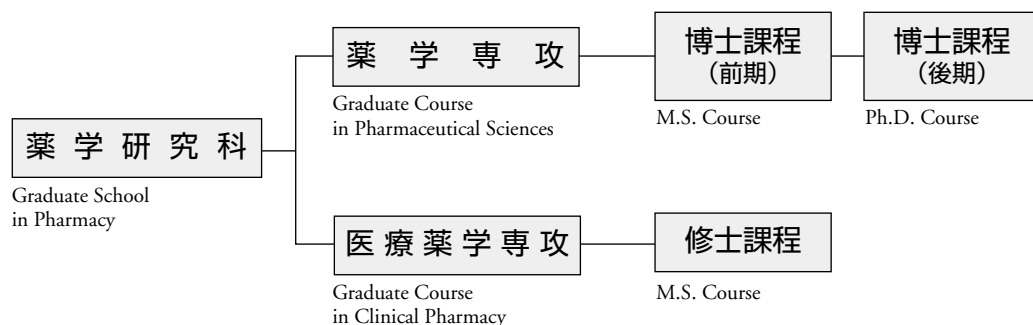 薬学研究科
Graduate School
in Pharmacy
薬学専攻
Graduate Course
in Pharmaceutical Sciences
博士課程
（前期）
M.S. Course
博士課程
（後期）
Ph.D. Course
医療薬学専攻
Graduate Course
in Clinical Pharmacy
修士課程
M.S. Course